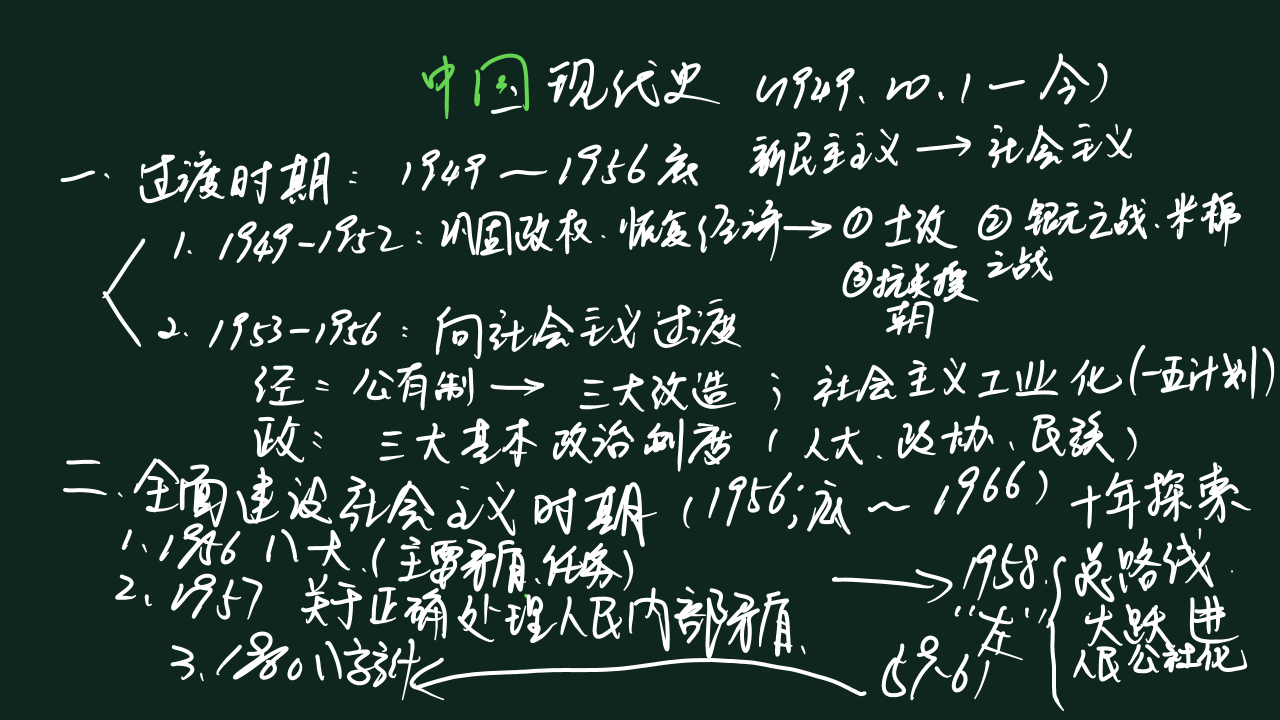 中国现代史 (1949.10.1—今)
一. 过渡时期: 1949—1956底 新民主主义→社会主义
1. 1949-1952: 巩固政权.恢复经济→①土改 ②银元之战.米棉之战
③抗美援朝
2. 1953-1956: 向社会主义过渡
经: 公有制→三大改造; 社会主义工业化(一五计划)
政: 三大基本政治制度(人大.政协、民族)
二.全面建设社会主义时期(1956底~1966)十年探索
1.1956八大(主要矛盾、任务)
2.1957 关于正确处理人民内部矛盾.
→1958."左"{总路线
大跃进
人民公社化
59~61
3.1960八字